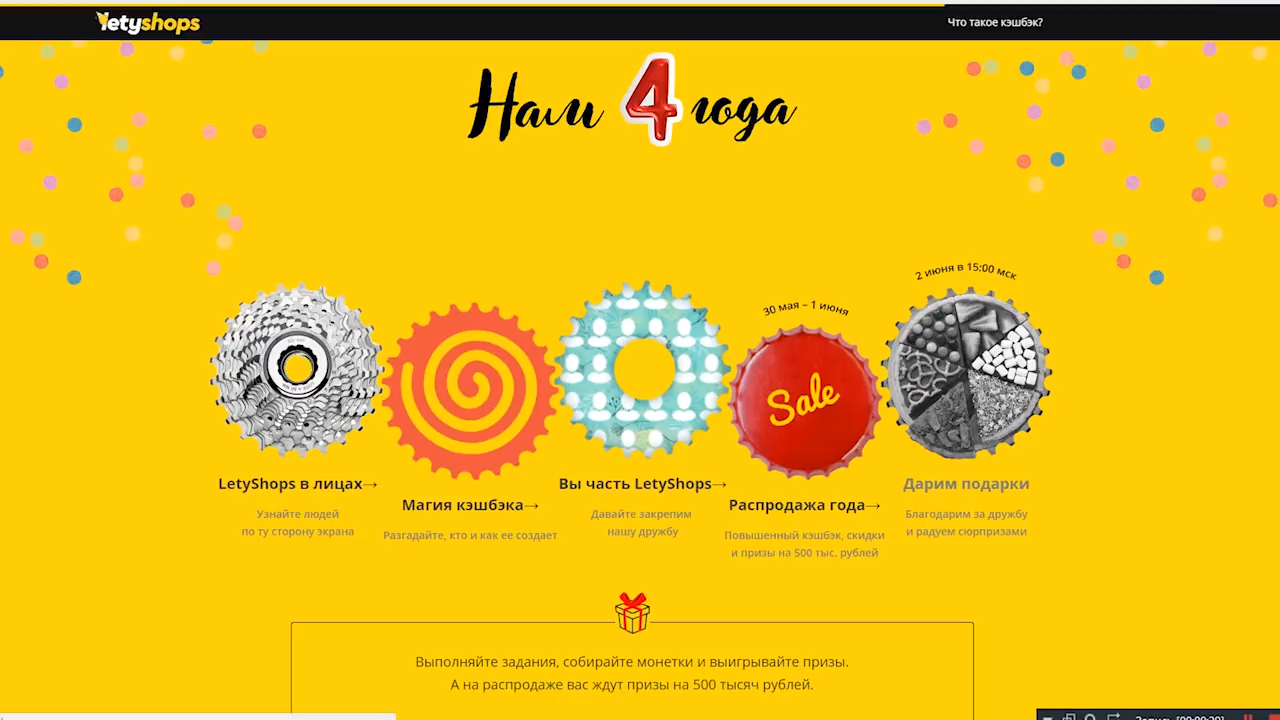 letyshops
Что такое кэшбэк?
Нам 4 года
2 июня в 15:00 мск
30 мая – 1 июня
Sale
LetyShops в лицах→
Узнайте людей
по ту сторону экрана
Магия кэшбэка→
Разгадайте, кто и как ее создает
Вы часть LetyShops→
Давайте закрепим
нашу дружбу
Распродажа года→
Повышенный кэшбэк, скидки
и призы на 500 тыс. рублей
Дарим подарки
Благодарим за дружбу
и радуем сюрпризами
Выполняйте задания, собирайте монетки и выигрывайте призы.
А на распродаже вас ждут призы на 500 тысяч рублей.